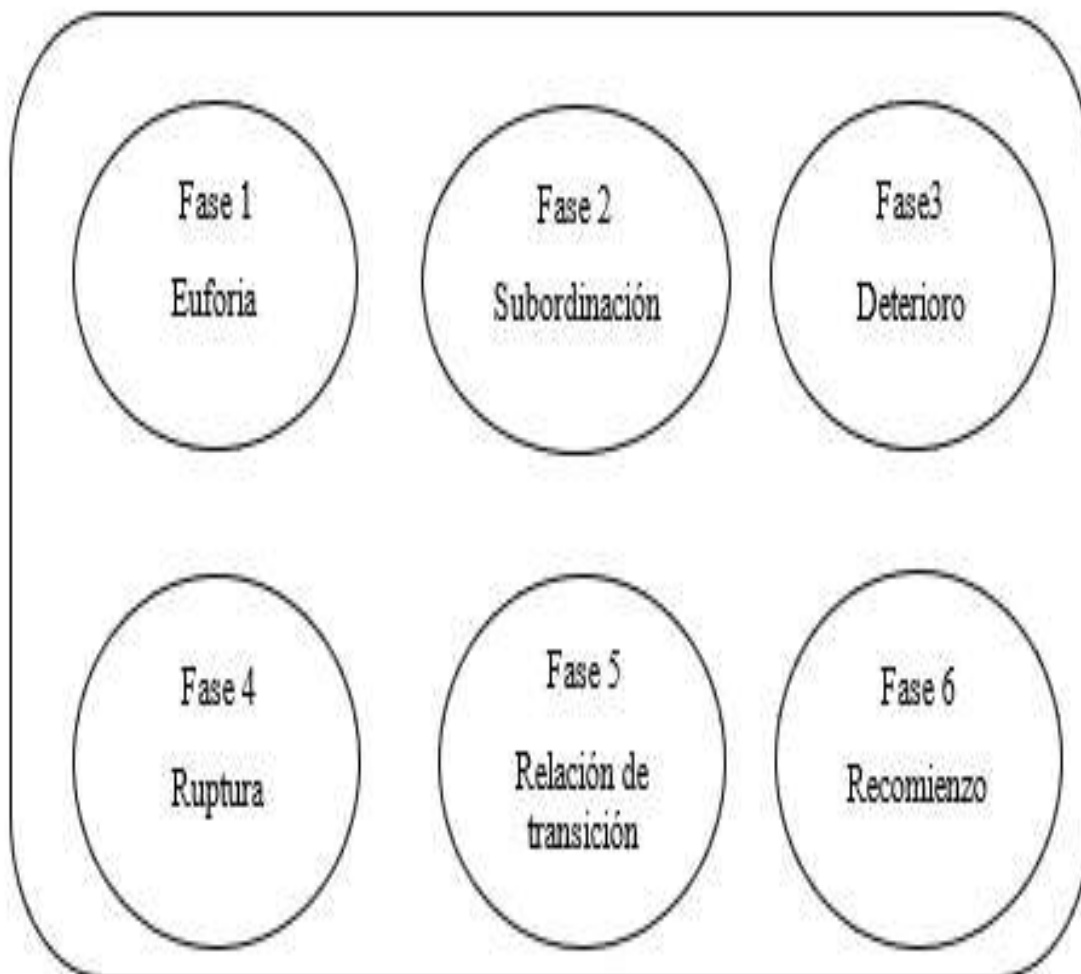 Fase 1
Euforia
Fase 2
Subordinación
Fase3
Deterioro
Fase 4
Ruptura
Fase 5
Relación de
transición
Fase 6
Recomienzo